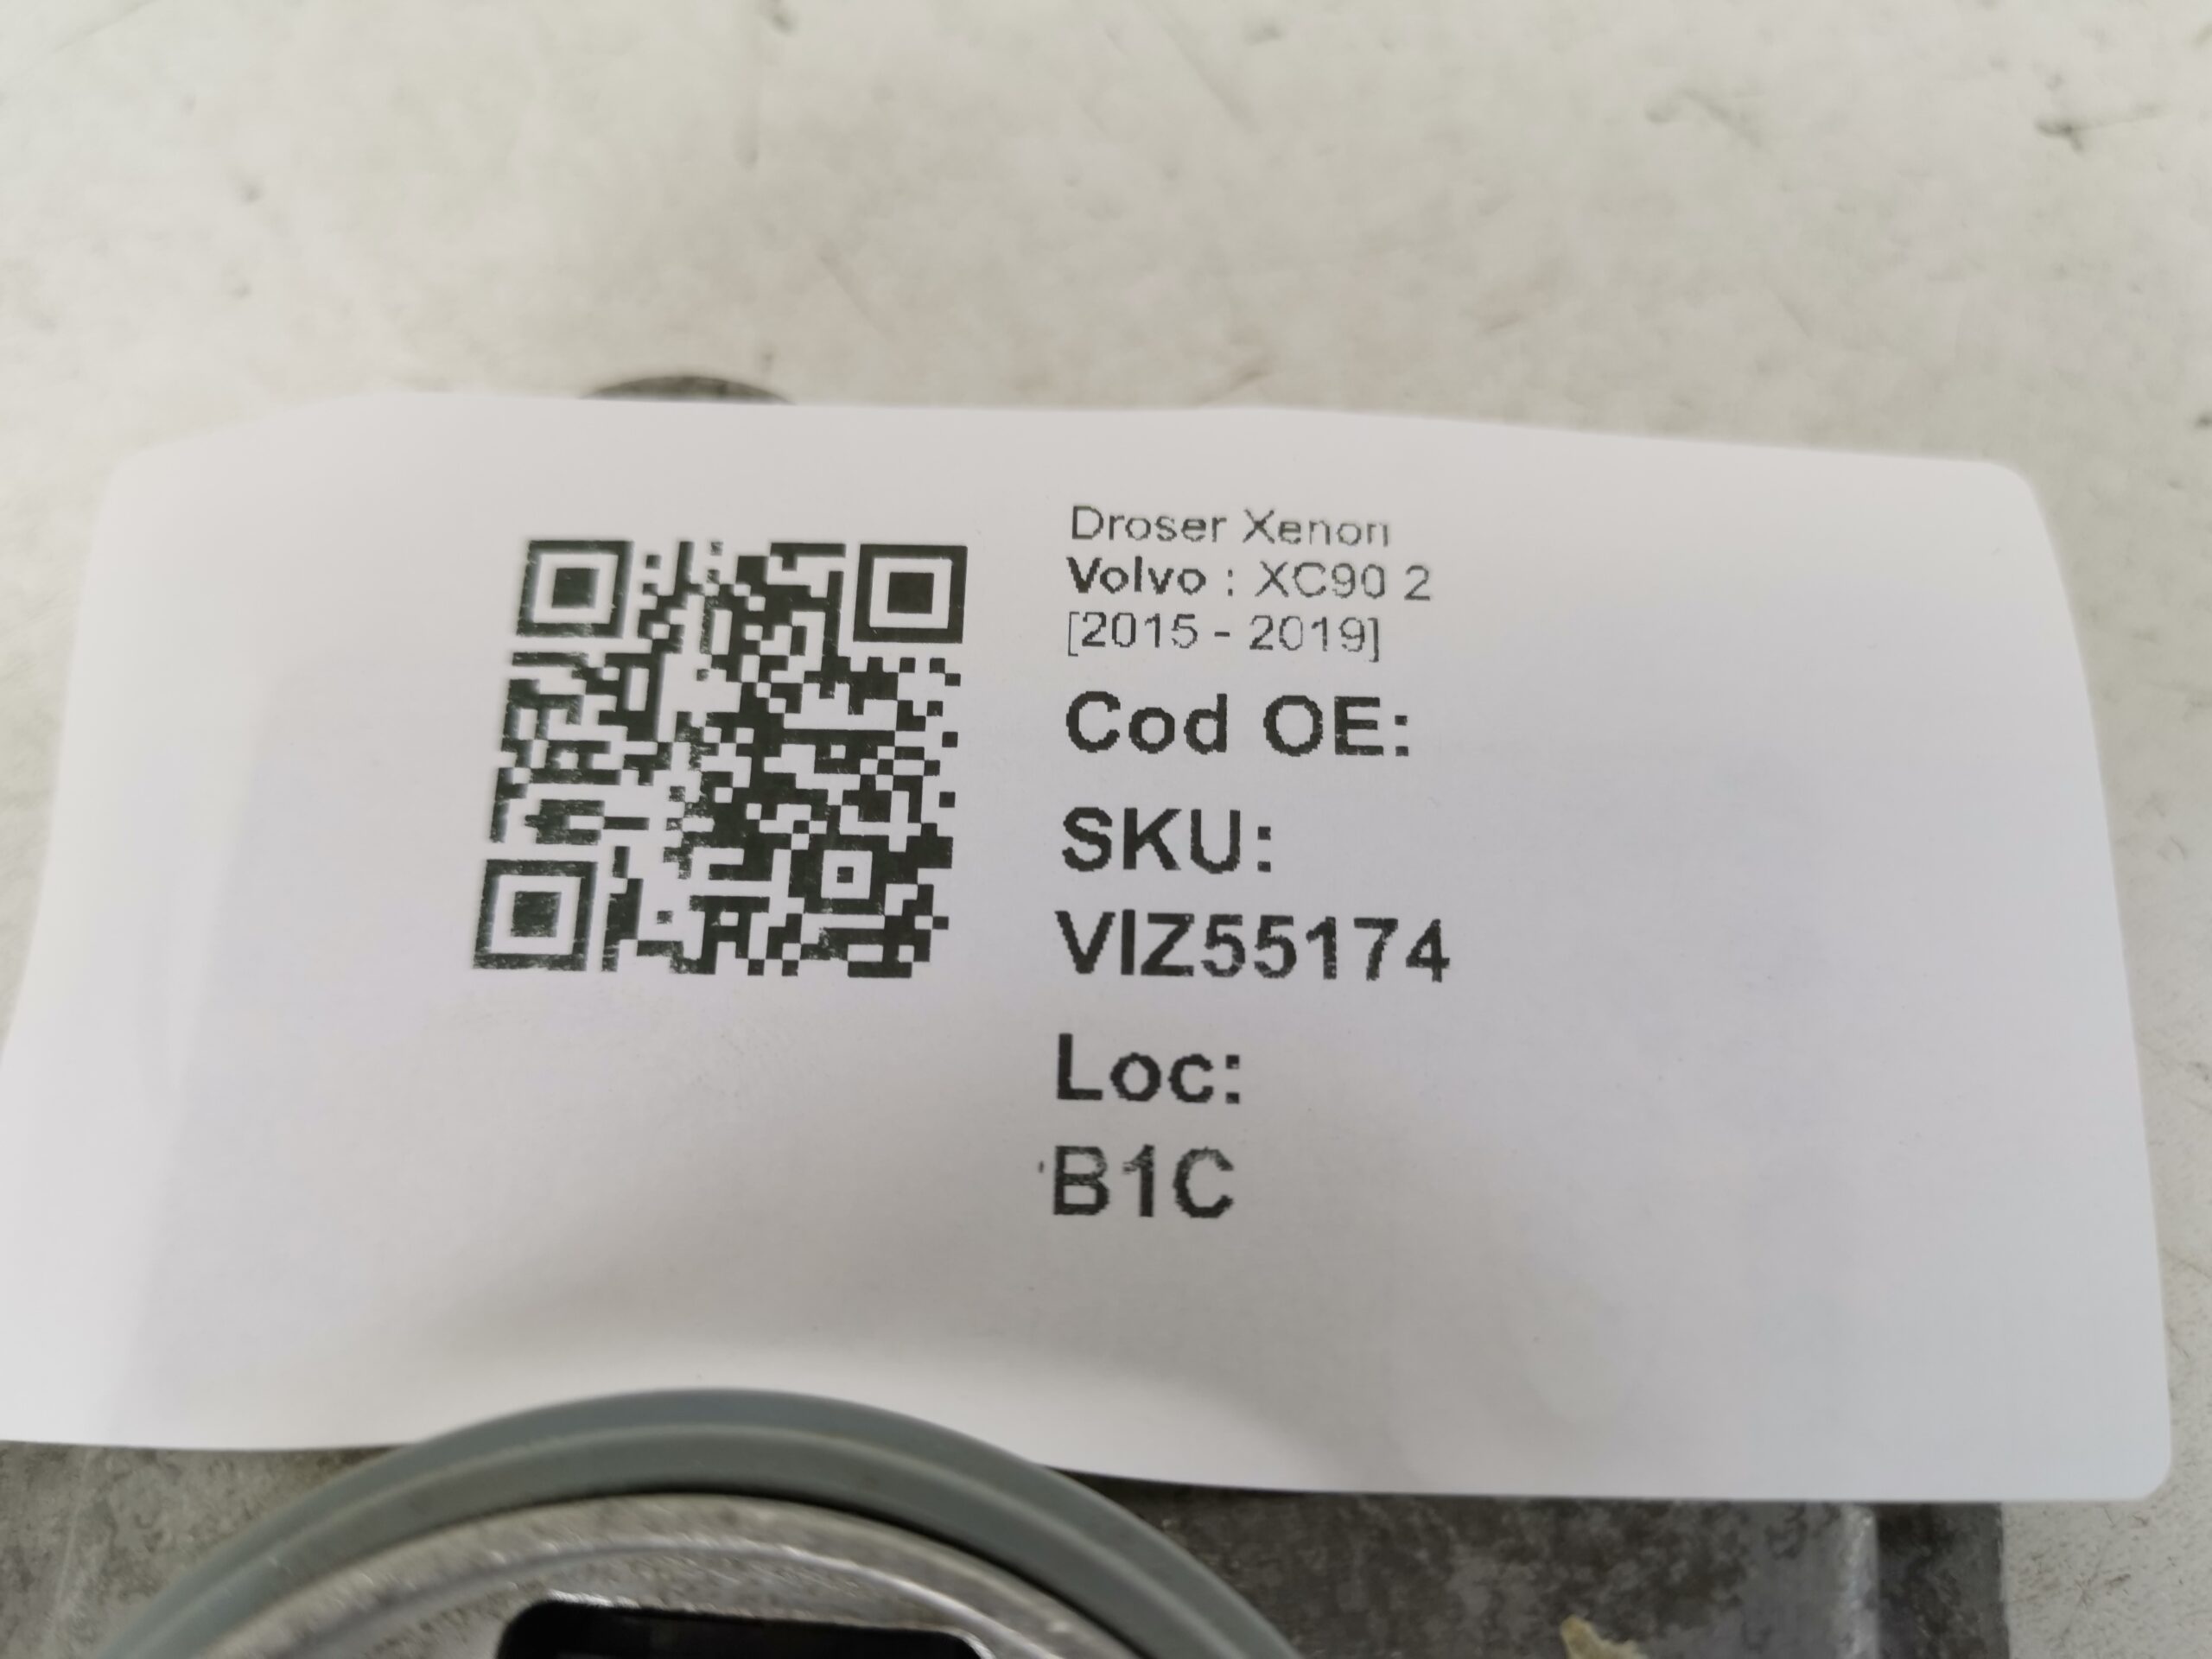 Droser Xenon
Volvo : XC90 2
[2015 - 2019]
Cod OE:
SKU:
VIZ55174
Loc:
B1C